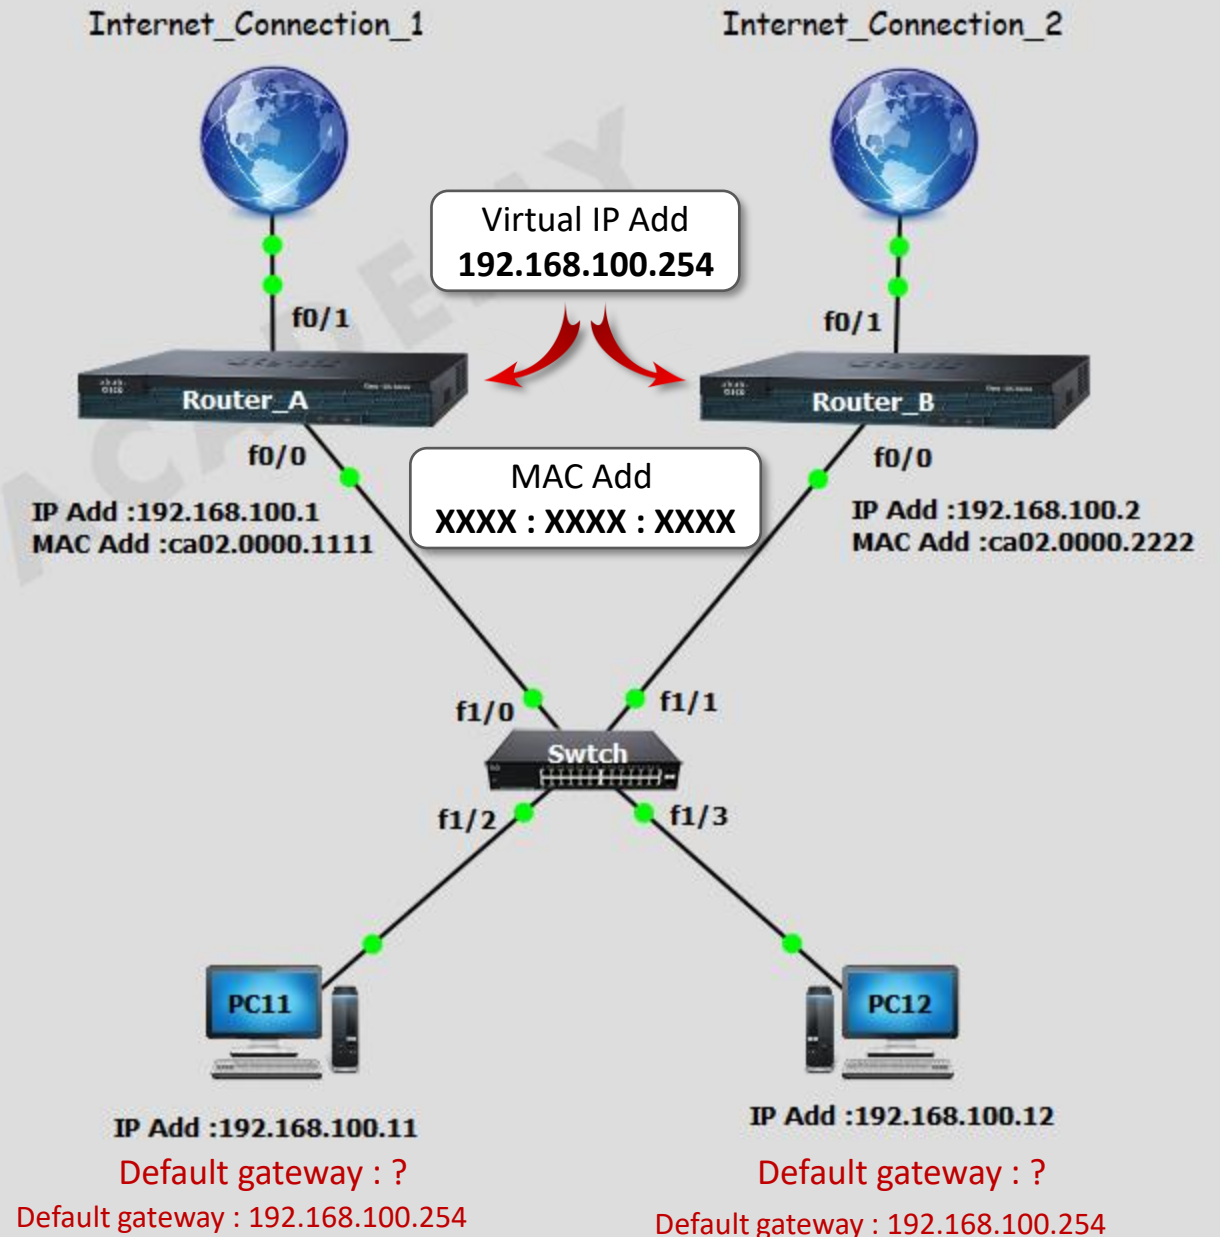 Internet_Connection_1
Internet_Connection_2
Virtual IP Add
192.168.100.254
f0/1
f0/1
Router_A
Router_B
f0/0
f0/0
MAC Add
XXXX : XXXX : XXXX
IP Add :192.168.100.1
MAC Add :ca02.0000.1111
IP Add :192.168.100.2
MAC Add :ca02.0000.2222
ACADEMY
f1/0
f1/1
Swtch
f1/2
f1/3
PC11
PC12
IP Add :192.168.100.11
IP Add :192.168.100.12
Default gateway : ?
Default gateway : ?
Default gateway : 192.168.100.254
Default gateway : 192.168.100.254